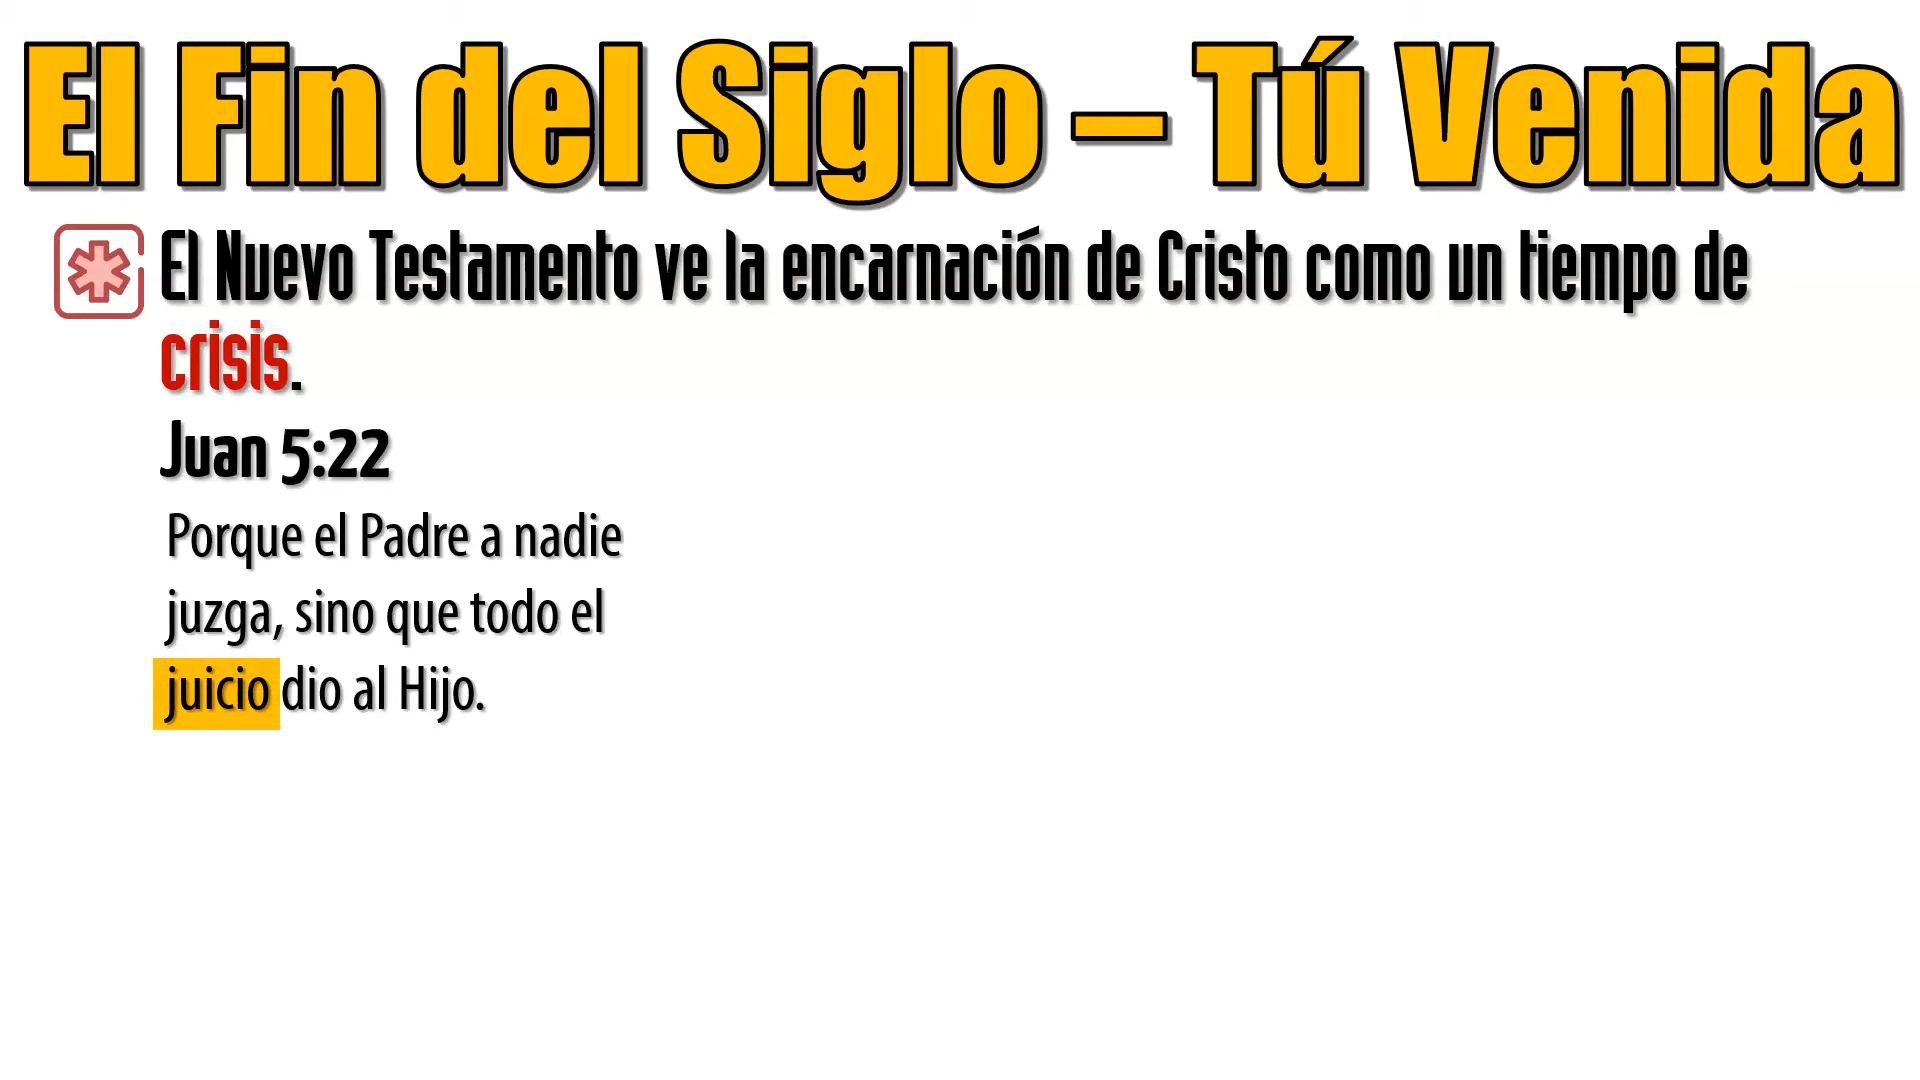 El Fin del Siglo – Tú Venida
El Nuevo Testamento ve la encarnación de Cristo como un tiempo de
crisis.
Juan 5:22
Porque el Padre a nadie
juzga, sino que todo el
juicio dio al Hijo.